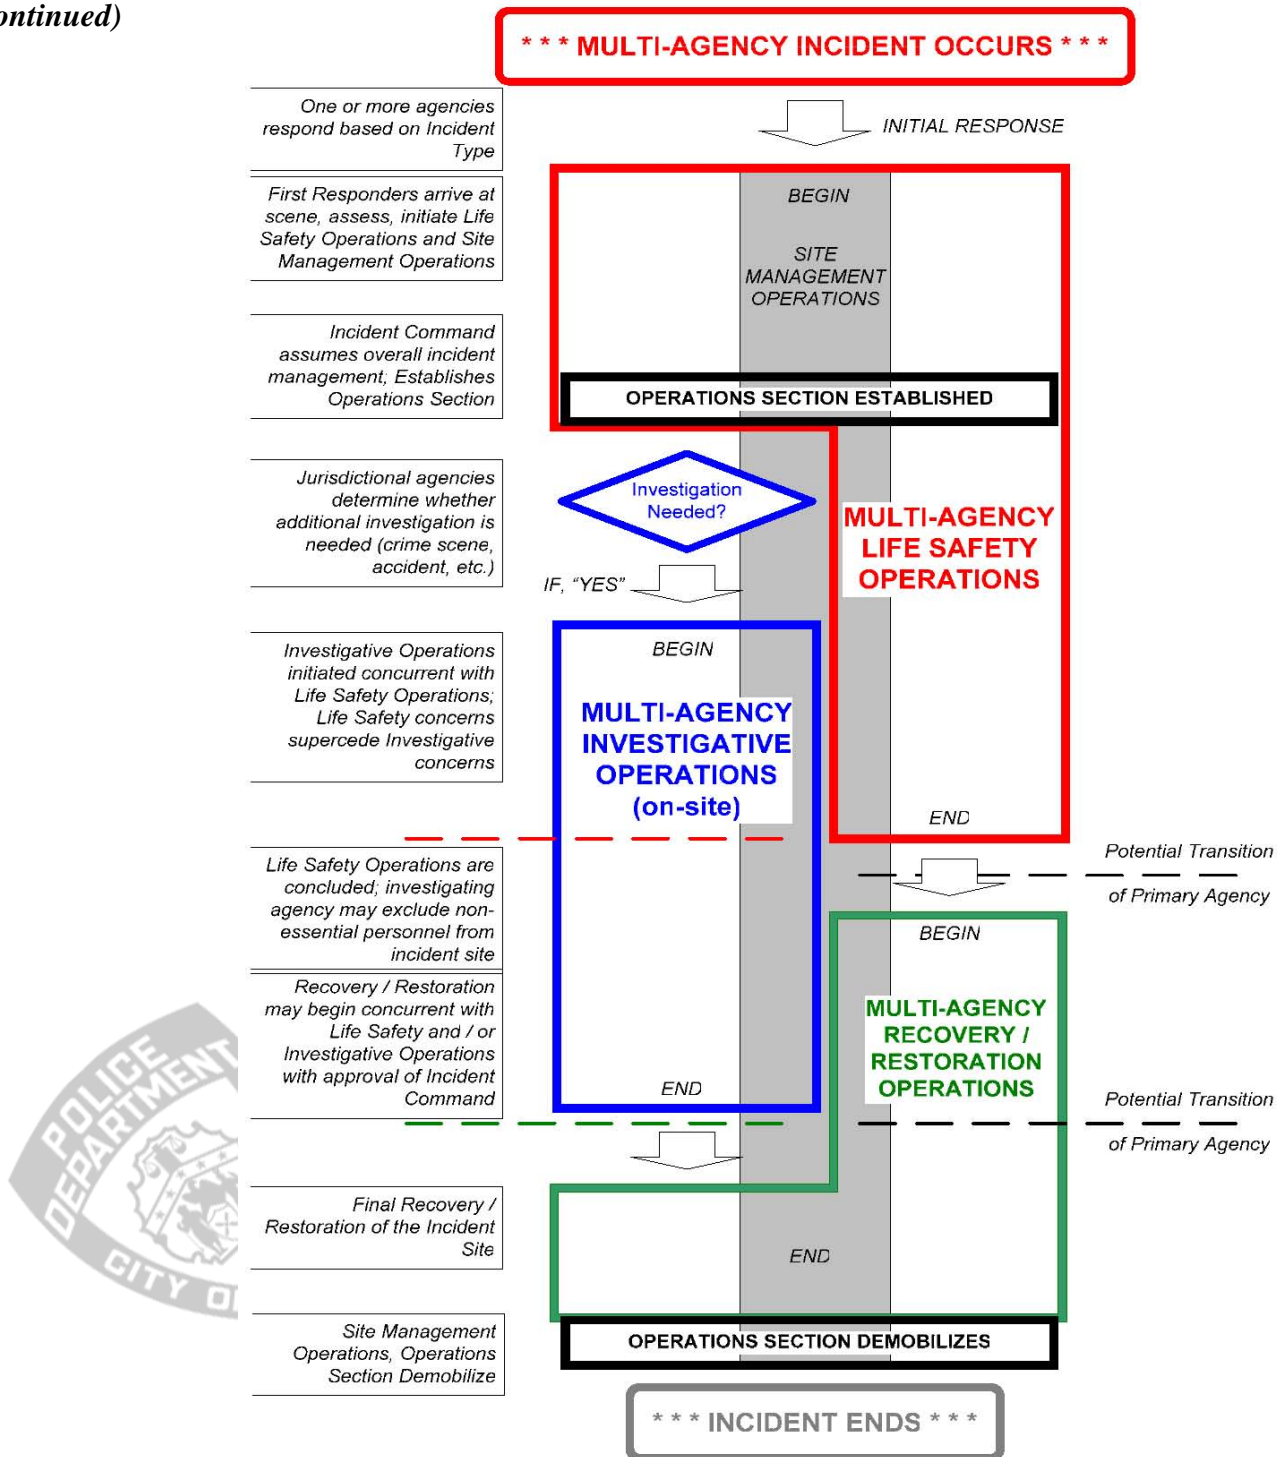 ontinued)
* * * MULTI-AGENCY INCIDENT OCCURS * * *
One or more agencies
respond based on Incident
Type
INITIAL RESPONSE
First Responders arrive at
scene, assess, initiate Life
Safety Operations and Site
Management Operations
BEGIN
SITE
MANAGEMENT
OPERATIONS
Incident Command
assumes overall incident
management; Establishes
Operations Section
OPERATIONS SECTION ESTABLISHED
Jurisdictional agencies
determine whether
additional investigation is
needed (crime scene,
accident, etc.)
Investigation
Needed?
MULTI-AGENCY
LIFE SAFETY
OPERATIONS
IF, “YES”
Investigative Operations
initiated concurrent with
Life Safety Operations;
Life Safety concerns
supercede Investigative
concerns
BEGIN
MULTI-AGENCY
INVESTIGATIVE
OPERATIONS
(on-site)
END
Life Safety Operations are
concluded; investigating
agency may exclude non-
essential personnel from
incident site
Potential Transition
of Primary Agency
BEGIN
Recovery / Restoration
may begin concurrent with
Life Safety and / or
Investigative Operations
with approval of Incident
Command
MULTI-AGENCY
RECOVERY /
RESTORATION
OPERATIONS
END
Potential Transition
of Primary Agency
Final Recovery /
Restoration of the Incident
Site
END
Site Management
Operations, Operations
Section Demobilize
OPERATIONS SECTION DEMOBILIZES
* * * INCIDENT ENDS * * *
POLICE
DEPARTMENT
CITY O